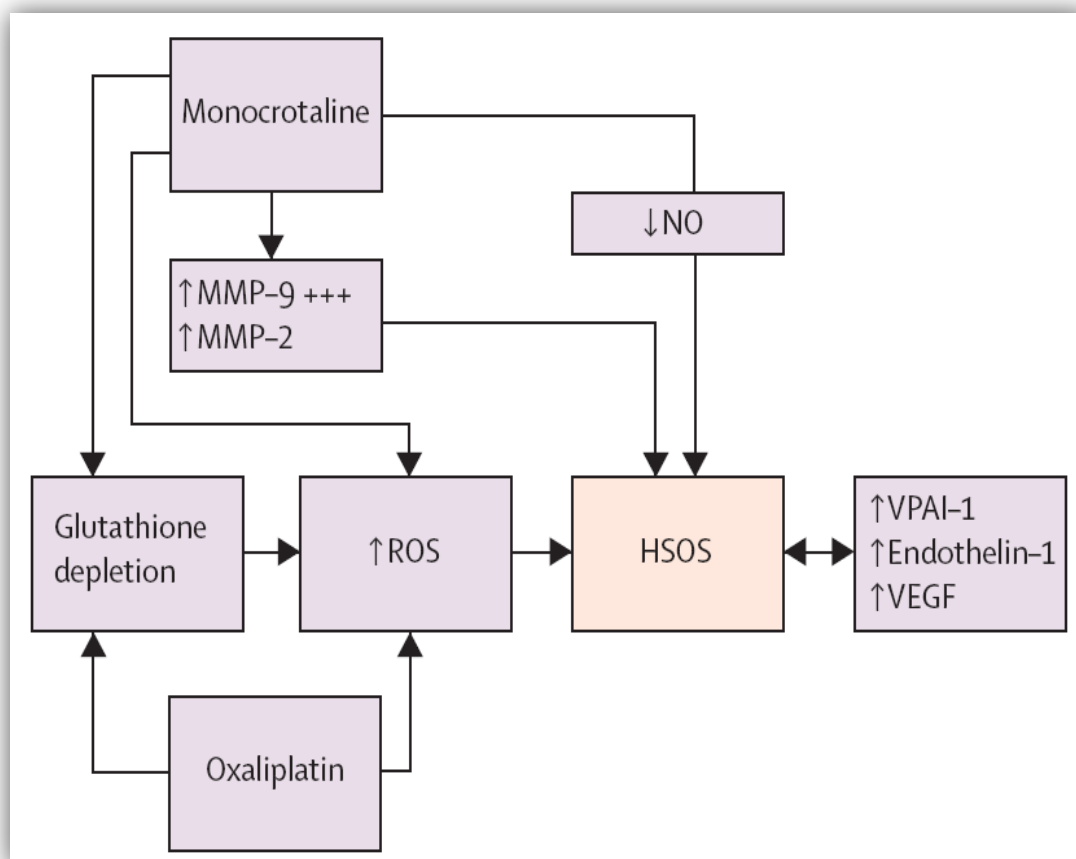 Monocrotaline
↓NO
↑MMP–9 +++
↑MMP–2
Glutathione
depletion
↑ROS
HSOS
↑VPAI–1
↑Endothelin–1
↑VEGF
Oxaliplatin